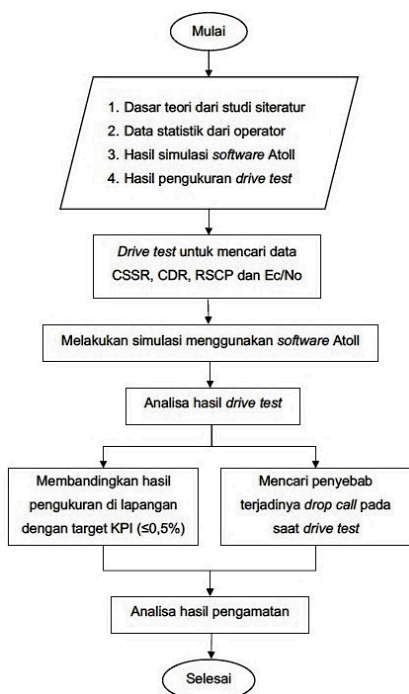 Mulai
1. Dasar teori dari studi siteratur
2. Data statistik dari operator
3. Hasil simulasi software Atoll
4. Hasil pengukuran drive test
Drive test untuk mencari data
CSSR, CDR, RSCP dan Ec/No
Melakukan simulasi menggunakan software Atoll
Analisa hasil drive test
Membandingkan hasil
pengukuran di lapangan
dengan target KPI (≤0,5%)
Mencari penyebab
terjadinya drop call pada
saat drive test
Analisa hasil pengamatan
Selesai